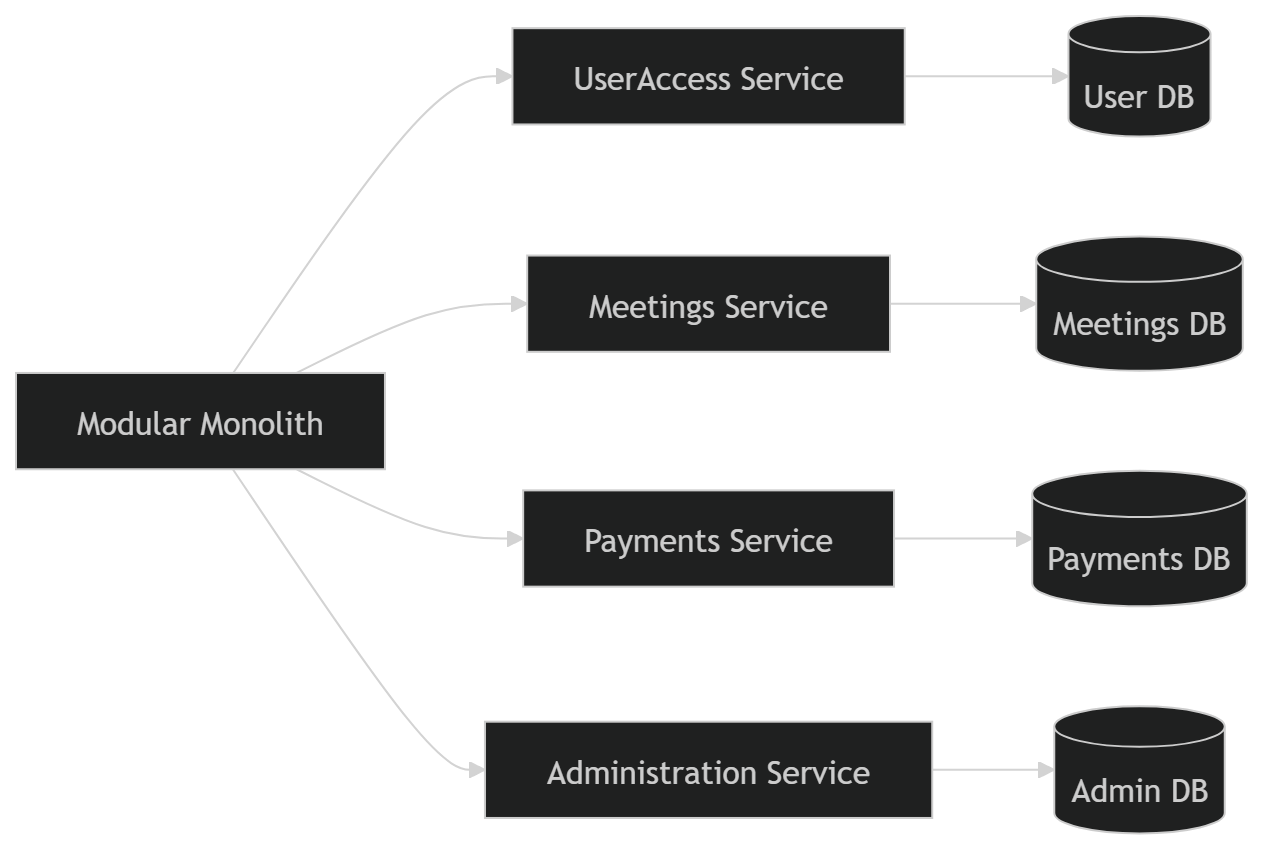 UserAccess Service
User DB
Meetings Service
Meetings DB
Modular Monolith
Payments Service
Payments DB
Administration Service
Admin DB